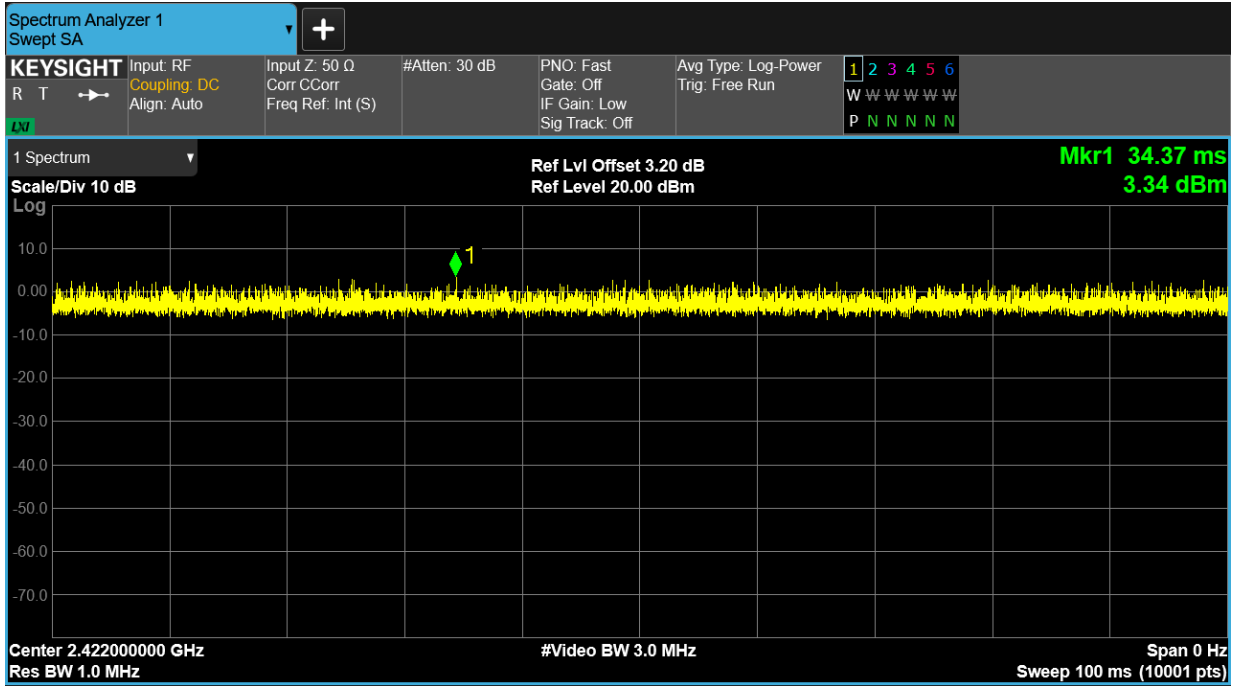 Spectrum Analyzer 1
Swept SA
+
KEYSIGHT
R T
LXI
Input: RF
Coupling: DC
Align: Auto
Input Z: 50 Ω
Corr CCorr
Freq Ref: Int (S)
#Atten: 30 dB
PNO: Fast
Gate: Off
IF Gain: Low
Sig Track: Off
Avg Type: Log-Power
Trig: Free Run
1 2 3 4 5 6
W W W W W W
P N N N N N
1 Spectrum
Scale/Div 10 dB
Log
Ref Lvl Offset 3.20 dB
Ref Level 20.00 dBm
Mkr1 34.37 ms
3.34 dBm
1
10.0
0.00
-10.0
-20.0
-30.0
-40.0
-50.0
-60.0
-70.0
Center 2.422000000 GHz
Res BW 1.0 MHz
#Video BW 3.0 MHz
Span 0 Hz
Sweep 100 ms (10001 pts)